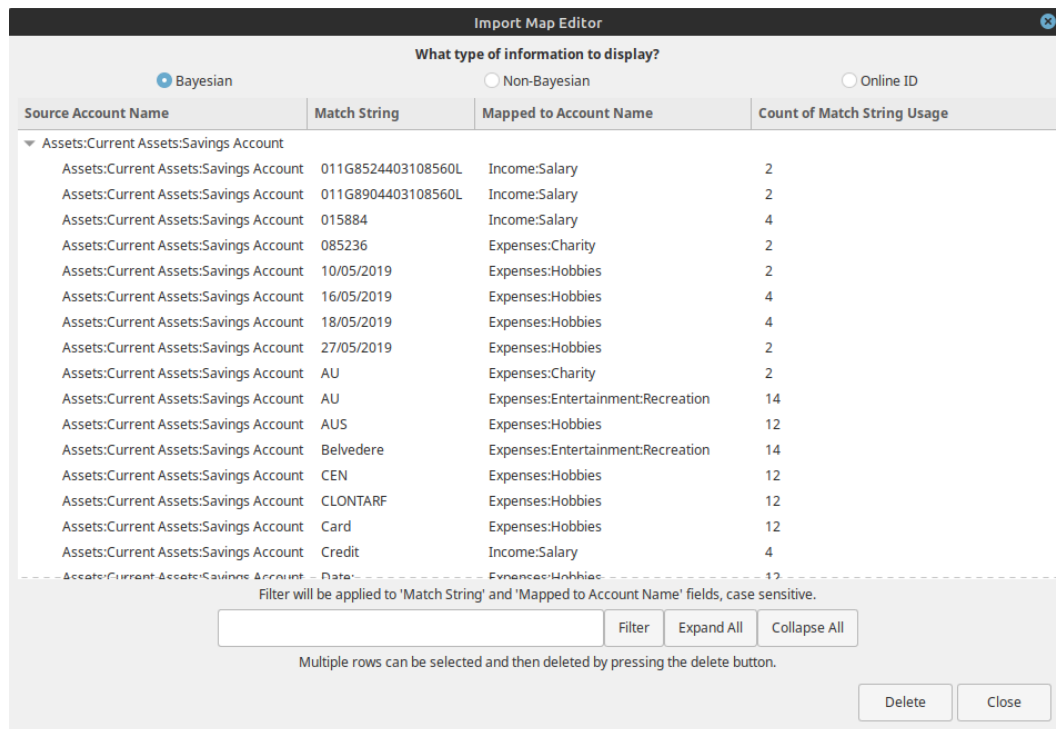 Import Map Editor
What type of information to display?
Bayesian Non-Bayesian Online ID
Source Account Name Match String Mapped to Account Name Count of Match String Usage
Assets:Current Assets:Savings Account
Assets:Current Assets:Savings Account 011G8524403108560L Income:Salary 2
Assets:Current Assets:Savings Account 011G8904403108560L Income:Salary 2
Assets:Current Assets:Savings Account 015884 Income:Salary 4
Assets:Current Assets:Savings Account 085236 Expenses:Charity 2
Assets:Current Assets:Savings Account 10/05/2019 Expenses:Hobbies 2
Assets:Current Assets:Savings Account 16/05/2019 Expenses:Hobbies 4
Assets:Current Assets:Savings Account 18/05/2019 Expenses:Hobbies 4
Assets:Current Assets:Savings Account 27/05/2019 Expenses:Hobbies 2
Assets:Current Assets:Savings Account AU Expenses:Charity 2
Assets:Current Assets:Savings Account AU Expenses:Entertainment:Recreation 14
Assets:Current Assets:Savings Account AUS Expenses:Hobbies 12
Assets:Current Assets:Savings Account Belvedere Expenses:Entertainment:Recreation 14
Assets:Current Assets:Savings Account CEN Expenses:Hobbies 12
Assets:Current Assets:Savings Account CLONTARF Expenses:Hobbies 12
Assets:Current Assets:Savings Account Card Expenses:Hobbies 12
Assets:Current Assets:Savings Account Credit Income:Salary 4
Assets:Current Assets:Savings Account Date: Expenses:Hobbies 12
Filter will be applied to 'Match String' and 'Mapped to Account Name' fields, case sensitive.
Filter Expand All Collapse All
Multiple rows can be selected and then deleted by pressing the delete button.
Delete Close